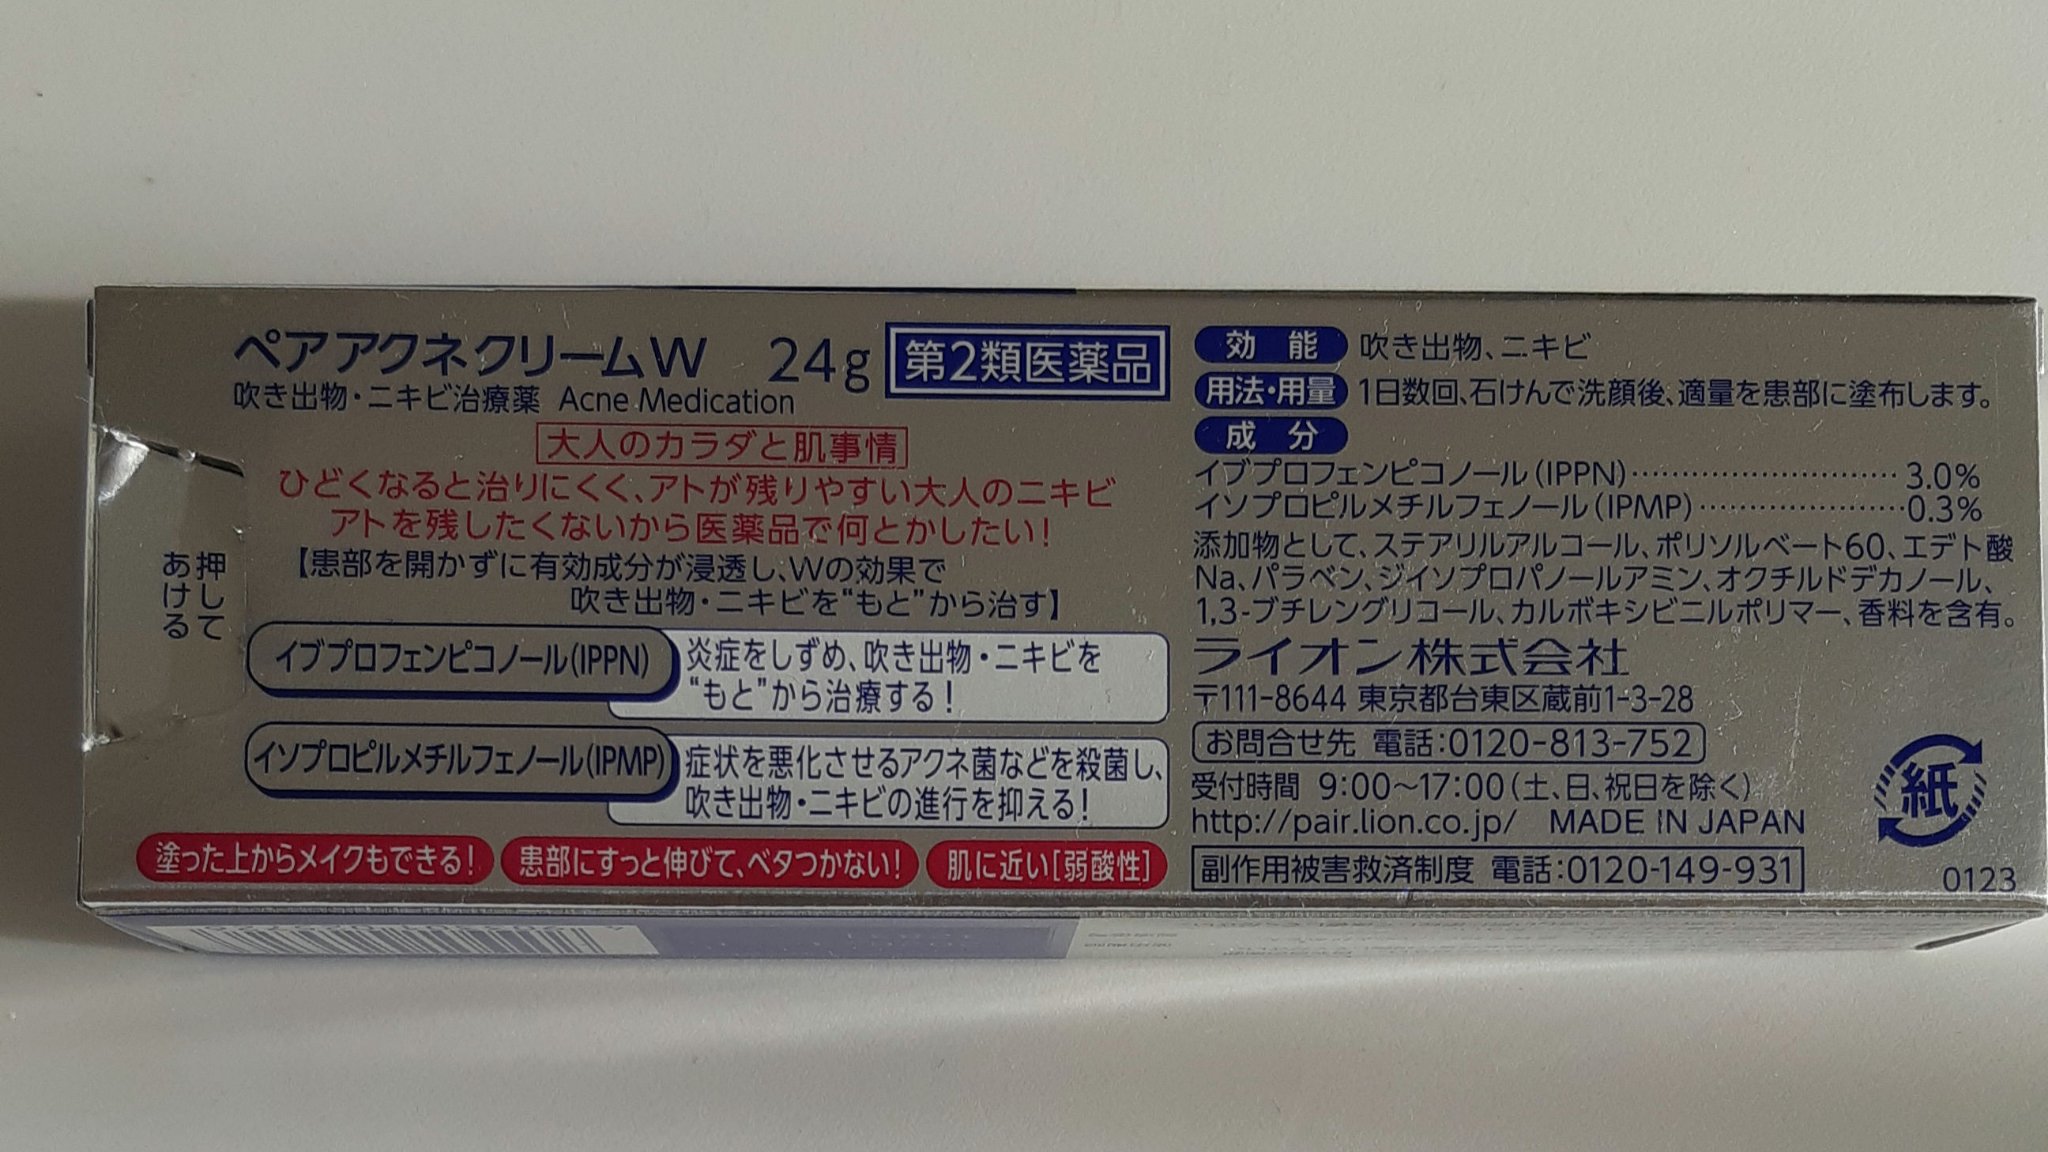 ペアアクネクリームW 24g 第2類医薬品
吹き出物・ニキビ治療薬 Acne Medication
大人のカラダと肌事情
ひどくなると治りにくく、アトが残りやすい大人のニキビ
アトを残したくないから医薬品で何とかしたい!
【患部を開かずに有効成分が浸透し、Wの効果で
吹き出物・ニキビを“もと”から治す】
押して
あける
イブプロフェンピコノール(IPPN)
炎症をしずめ、吹き出物・ニキビを
“もと”から治療する!
イソプロピルメチルフェノール(IPMP)
症状を悪化させるアクネ菌などを殺菌し、
吹き出物・ニキビの進行を抑える!
塗った上からメイクもできる! 患部にすっと伸びて、ベタつかない! 肌に近い[弱酸性]
効能 吹き出物、ニキビ
用法・用量 1日数回、石けんで洗顔後、適量を患部に塗布します。
成分
イブプロフェンピコノール(IPPN)…………………………3.0%
イソプロピルメチルフェノール(IPMP)…………………0.3%
添加物として、ステアリルアルコール、ポリソルベート60、エデト酸
Na、パラベン、ジイソプロパノールアミン、オクチルドデカノール、
1,3-ブチレングリコール、カルボキシビニルポリマー、香料を含有。
ライオン株式会社
〒111-8644 東京都台東区蔵前1-3-28
お問合せ先 電話:0120-813-752
受付時間 9:00〜17:00(土、日、祝日を除く)
http://pair.lion.co.jp/ MADE IN JAPAN
副作用被害救済制度 電話:0120-149-931
紙
0123